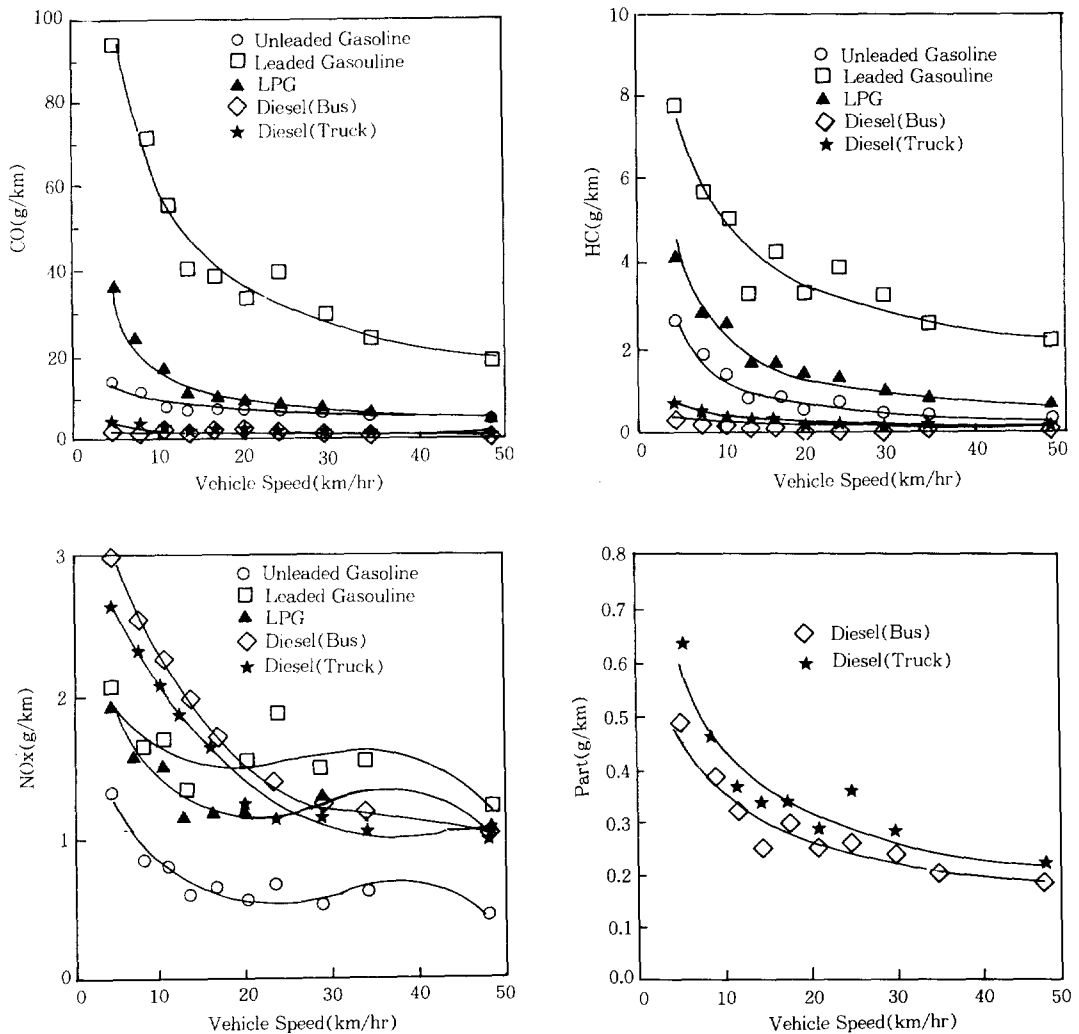 100
80
60
40
20
0
CO(g/km)
Unleaded Gasoline
Leaded Gasouline
LPG
Diesel(Bus)
Diesel(Truck)
0 10 20 30 40 50
Vehicle Speed(km/hr)
10
8
6
4
2
0
HC(g/km)
Unleaded Gasoline
Leaded Gasouline
LPG
Diesel(Bus)
Diesel(Truck)
0 10 20 30 40 50
Vehicle Speed(km/hr)
3
2
1
0
NOx(g/km)
Unleaded Gasoline
Leaded Gasouline
LPG
Diesel(Bus)
Diesel(Truck)
0 10 20 30 40 50
Vehicle Speed(km/hr)
0.8
0.7
0.6
0.5
0.4
0.3
0.2
0.1
0.0
Part(g/km)
Diesel(Bus)
Diesel(Truck)
0 10 20 30 40 50
Vehicle Speed(km/hr)